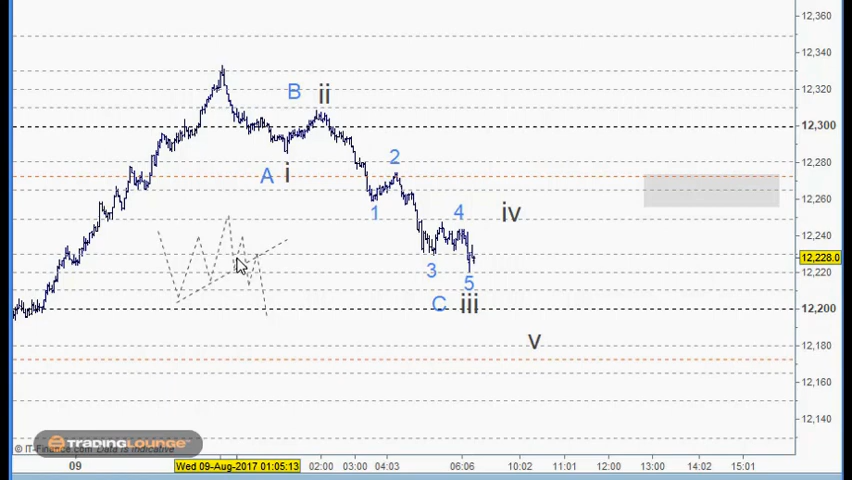 12,360
12,340
12,320
12,300
12,280
12,260
12,240
12,228.0
12,220
12,200
12,180
12,160
12,140
B ii
2
A i
1
4 iv
3
5
C iii
v
TRADINGLOUNGE
© IT-Finance.com Data is indicative
09 Wed 09-Aug-2017 01:05:13 02:00 03:00 04:03 06:06 10:02 11:01 12:00 13:00 14:02 15:01